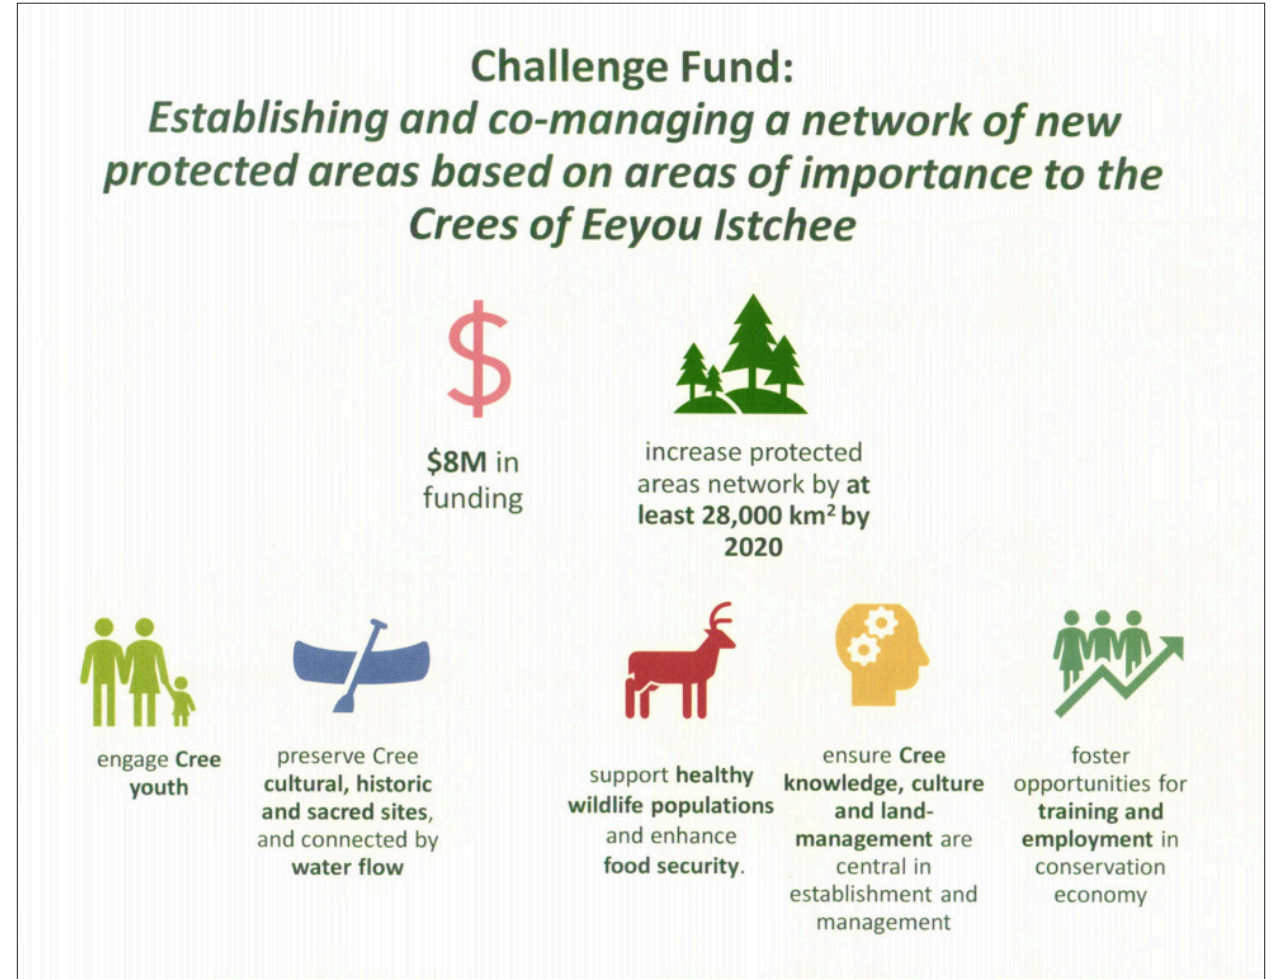 Challenge Fund:
Establishing and co-managing a network of new
protected areas based on areas of importance to the
Crees of Eeyou Istchee
$8M in
funding
increase protected
areas network by at
least 28,000 km² by
2020
engage Cree
youth
preserve Cree
cultural, historic
and sacred sites,
and connected by
water flow
support healthy
wildlife populations
and enhance
food security.
ensure Cree
knowledge, culture
and land-
management are
central in
establishment and
management
foster
opportunities for
training and
employment in
conservation
economy